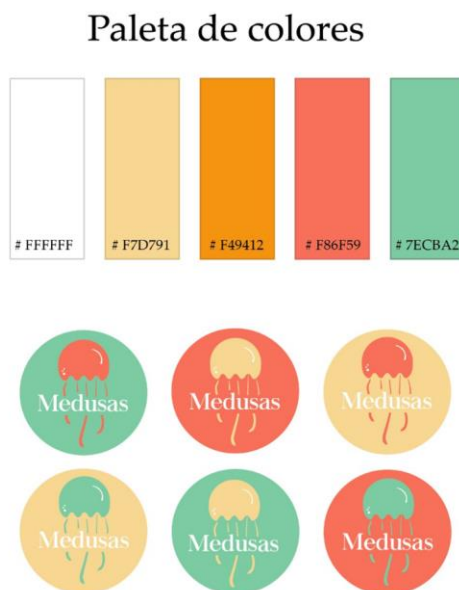 Paleta de colores
# FFFFFF
# F7D791
# F49412
# F86F59
# 7ECBA2
Medusas
Medusas
Medusas
Medusas
Medusas
Medusas